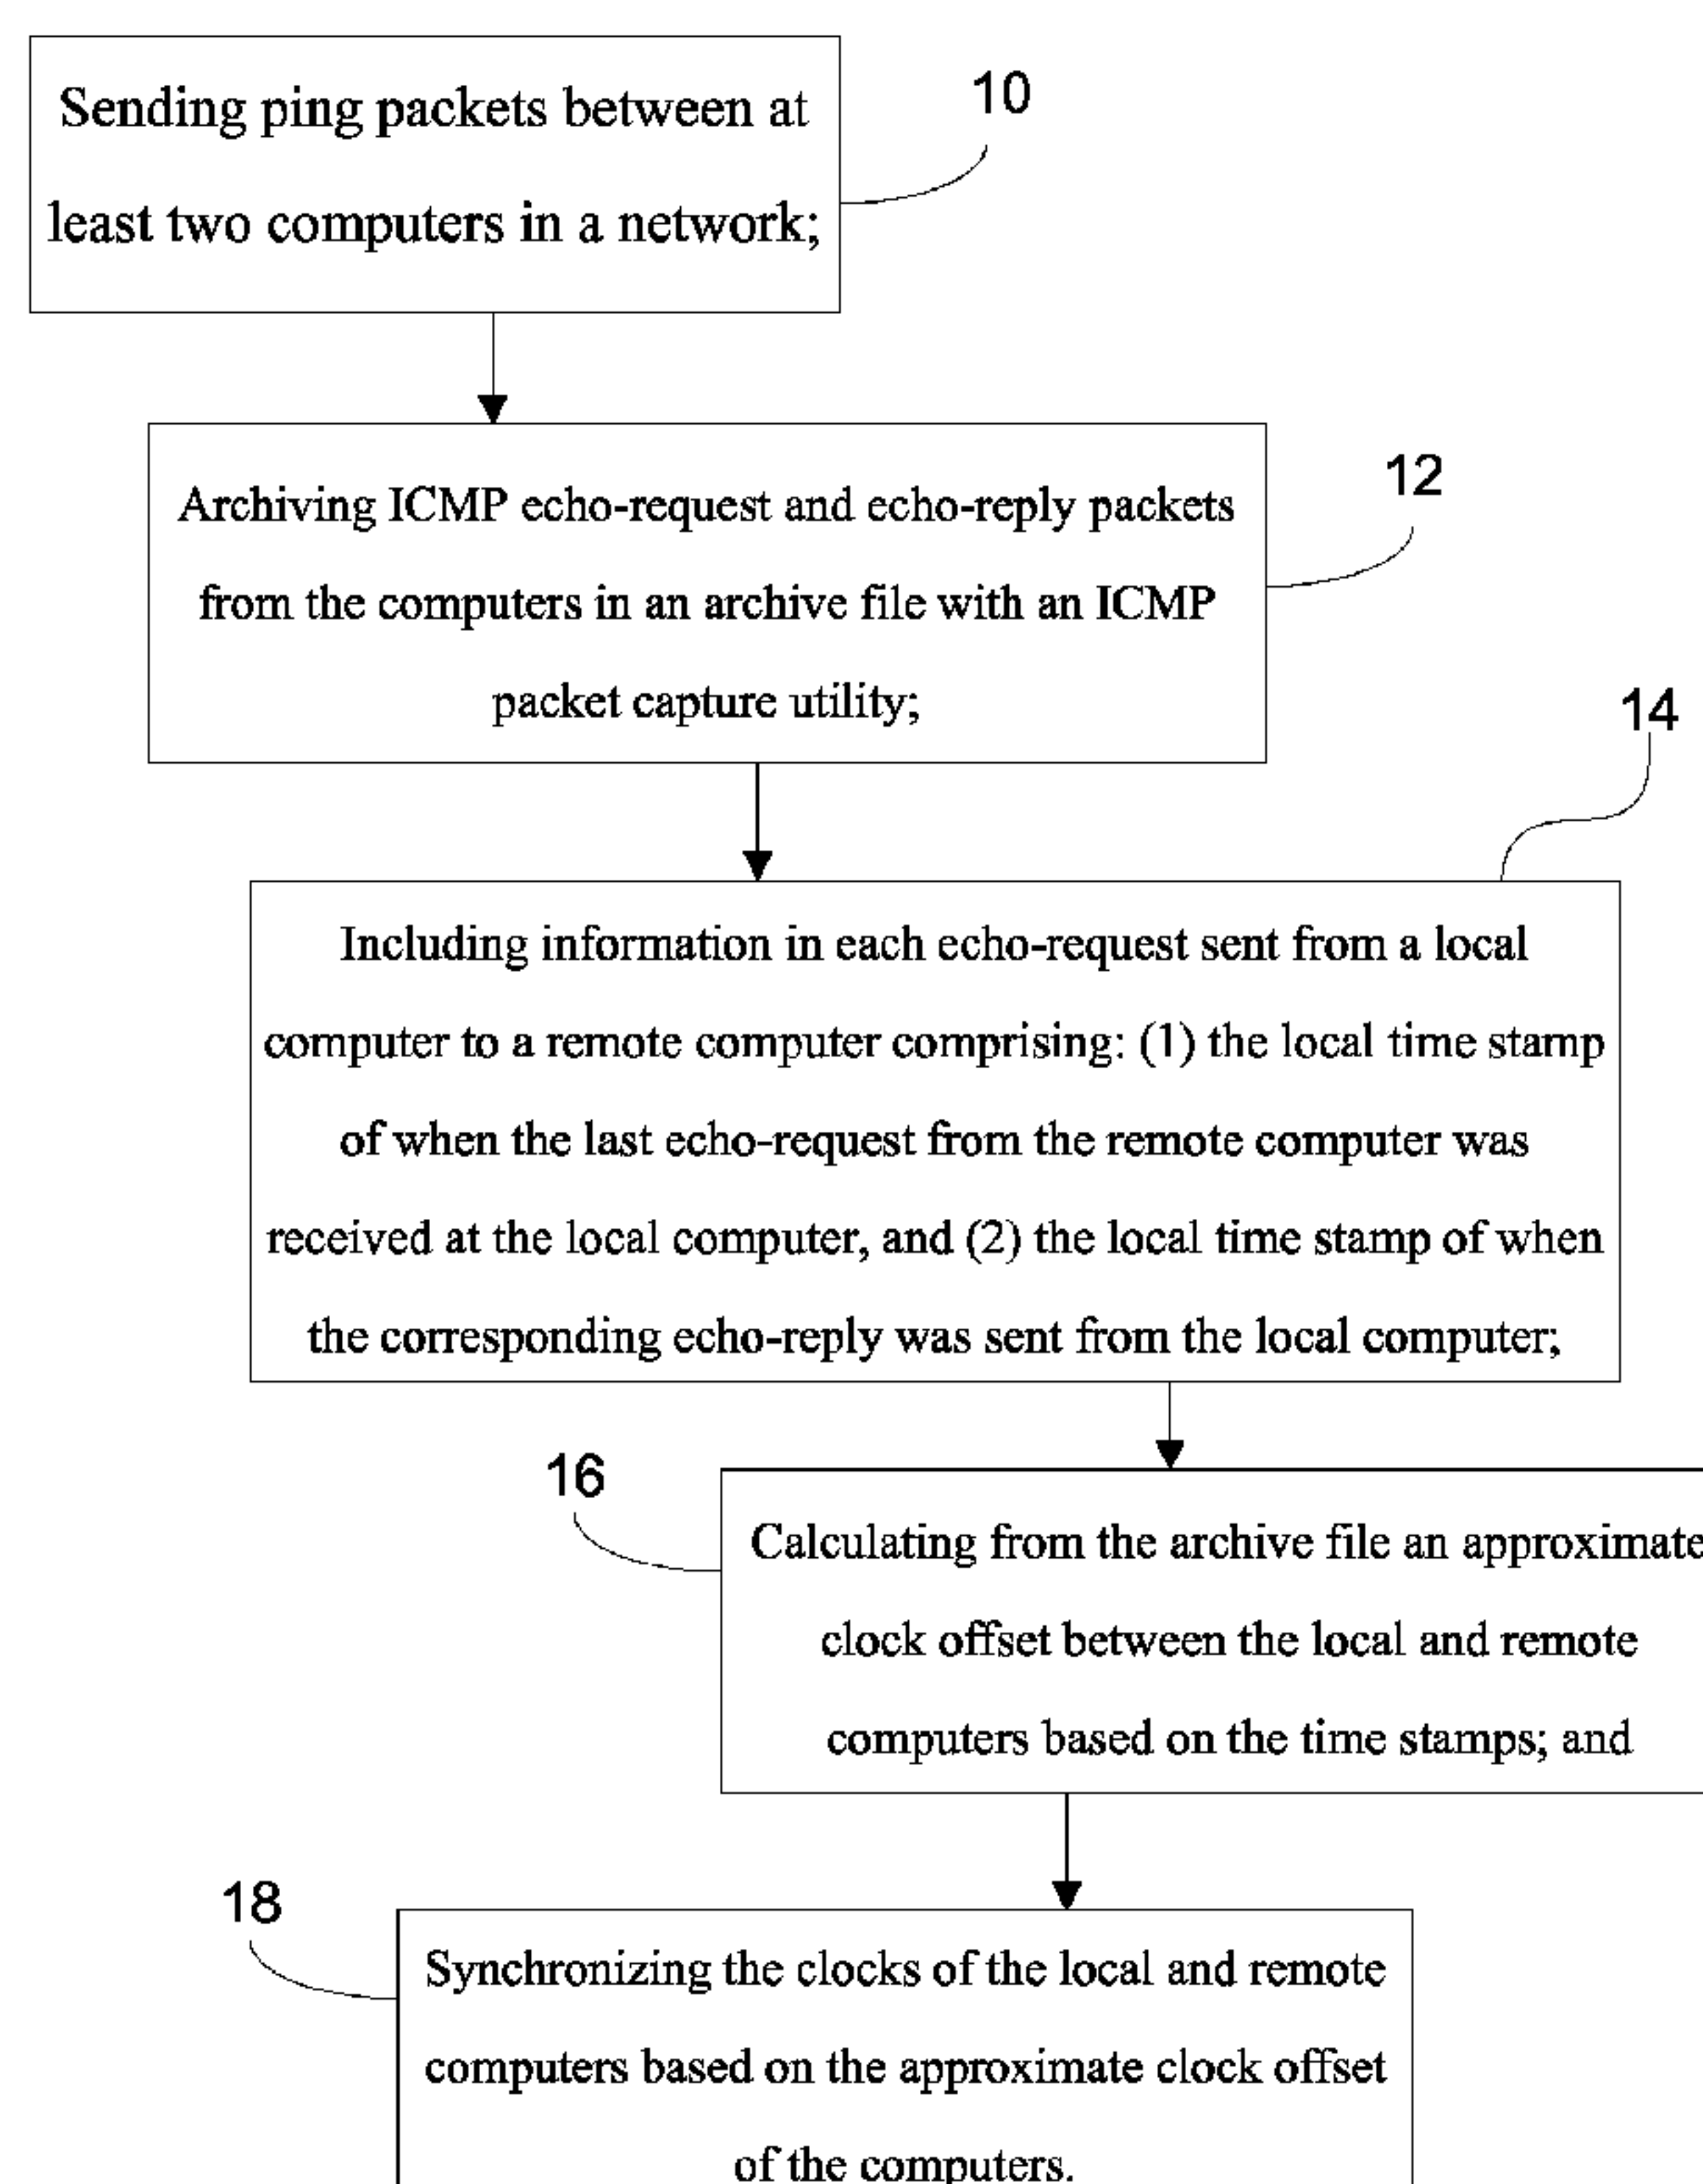 Sending ping packets between at
least two computers in a network;
10
Archiving ICMP echo-request and echo-reply packets
from the computers in an archive file with an ICMP
packet capture utility;
12
14
Including information in each echo-request sent from a local
computer to a remote computer comprising: (1) the local time stamp
of when the last echo-request from the remote computer was
received at the local computer, and (2) the local time stamp of when
the corresponding echo-reply was sent from the local computer;
16
Calculating from the archive file an approximate
clock offset between the local and remote
computers based on the time stamps; and
18
Synchronizing the clocks of the local and remote
computers based on the approximate clock offset
of the computers.